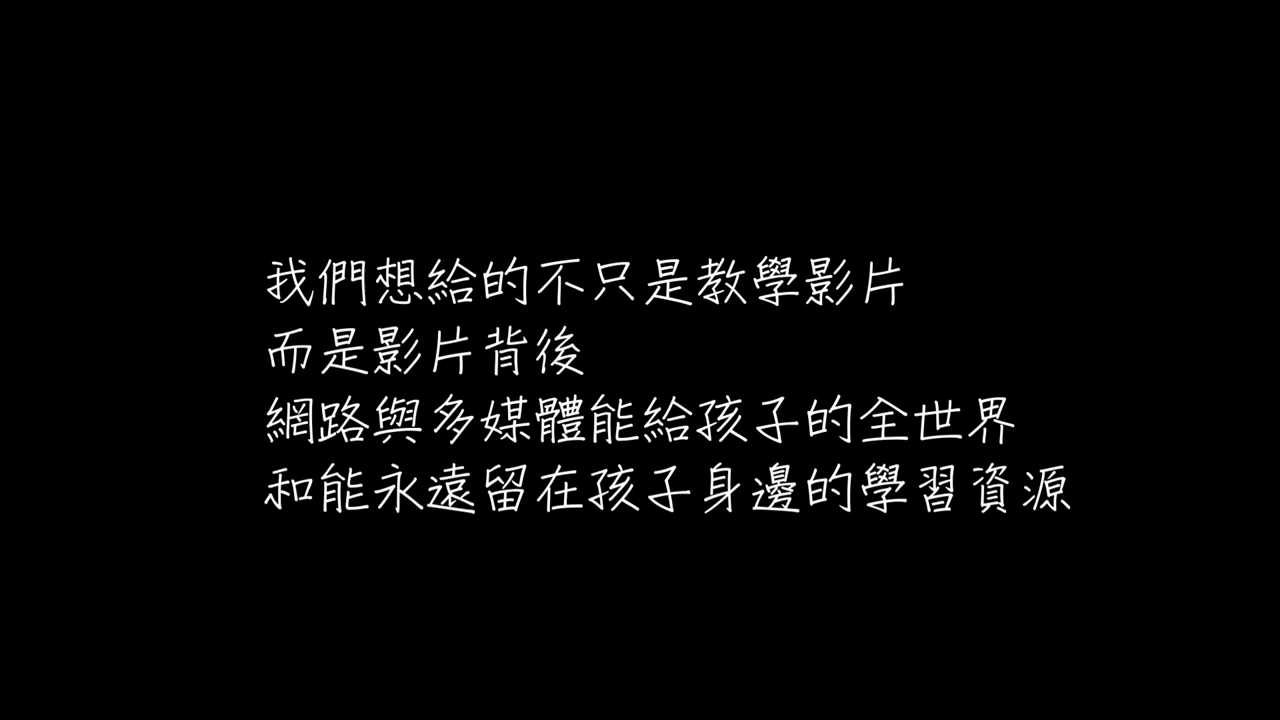 我們想給的不只是教學影片
而是影片背後
網路與多媒體能給孩子的全世界
和能永遠留在孩子身邊的學習資源